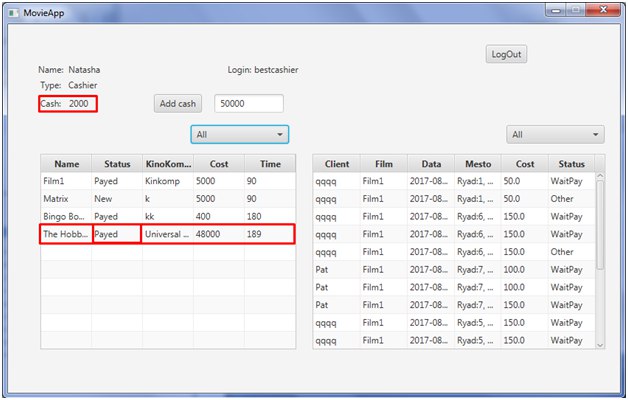 MovieApp
LogOut
Name: Natasha Login: bestcashier
Type: Cashier
Cash: 2000 Add cash 50000
All All
Name Status KinoKom... Cost Time
Film1 Payed Kinkomp 5000 90
Matrix New k 5000 90
Bingo Bo... Payed kk 400 180
The Hobb... Payed Universal ... 48000 189
Client Film Data Mesto Cost Status
qqqq Film1 2017-08... Ryad:1, ... 50.0 WaitPay
qqqq Film1 2017-08... Ryad:1, ... 50.0 Other
qqqq Film1 2017-08... Ryad:6, ... 150.0 WaitPay
qqqq Film1 2017-08... Ryad:6, ... 150.0 WaitPay
qqqq Film1 2017-08... Ryad:6, ... 150.0 Other
Pat Film1 2017-08... Ryad:7, ... 100.0 WaitPay
Pat Film1 2017-08... Ryad:7, ... 100.0 WaitPay
Pat Film1 2017-08... Ryad:7, ... 150.0 WaitPay
qqqq Film1 2017-08... Ryad:5, ... 150.0 WaitPay
qqqq Film1 2017-08... Ryad:5, ... 150.0 WaitPay